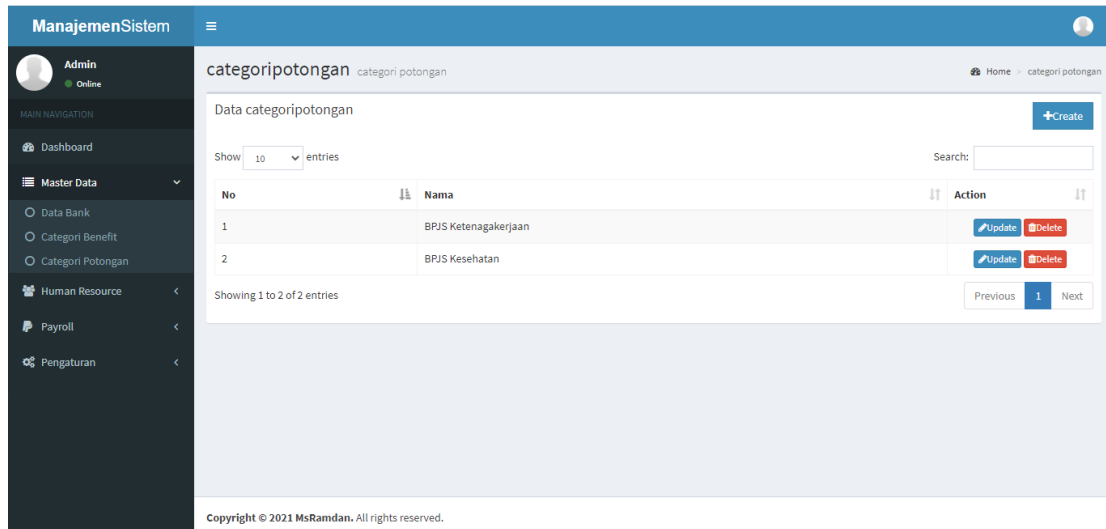 ManajemenSistem
Admin
Online
MAIN NAVIGATION
Dashboard
Master Data
Data Bank
Categori Benefit
Categori Potongan
Human Resource
Payroll
Pengaturan
categoripotongan categori potongan
Home > categori potongan
Data categoripotongan
+Create
Show 10 entries
Search:
No Nama Action
1 BPJS Ketenagakerjaan Update Delete
2 BPJS Kesehatan Update Delete
Showing 1 to 2 of 2 entries
Previous 1 Next
Copyright © 2021 MsRamdan. All rights reserved.